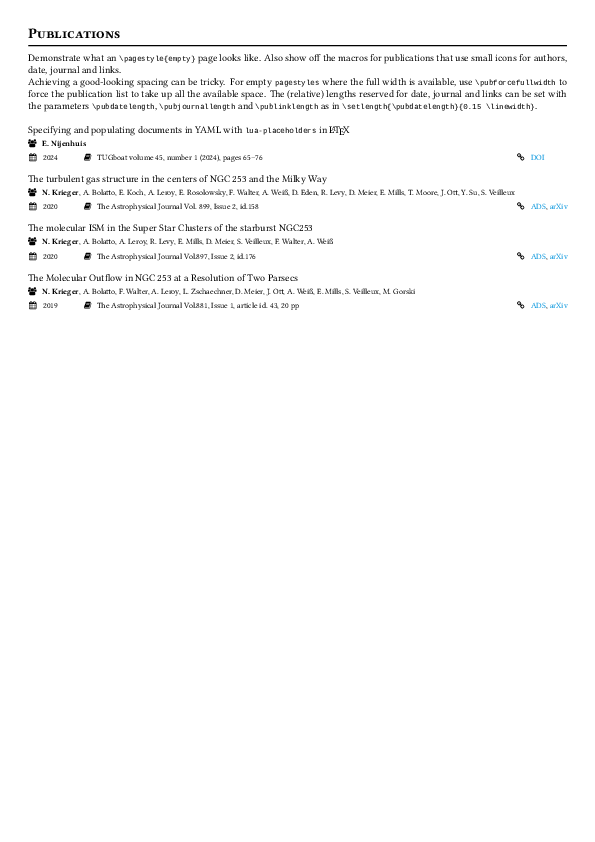 Publications
Demonstrate what an \pagestyle{empty} page looks like. Also show off the macros for publications that use small icons for authors,
date, journal and links.
Achieving a good-looking spacing can be tricky. For empty pagestyles where the full width is available, use \pubforcefullwidth to
force the publication list to take up all the available space. The (relative) lengths reserved for date, journal and links can be set with
the parameters \pubdatelength, \pubjournallength and \publinklength as in \setlength{\pubdatelength}{0.15 \linewidth}.
Specifying and populating documents in YAML with lua-placeholders in LATEX
E. Nijenhuis
2024 TUGboat volume 45, number 1 (2024), pages 65–76 DOI
The turbulent gas structure in the centers of NGC 253 and the Milky Way
N. Krieger, A. Bolatto, E. Koch, A. Leroy, E. Rosolowsky, F. Walter, A. Weiß, D. Eden, R. Levy, D. Meier, E. Mills, T. Moore, J. Ott, Y. Su, S. Veilleux
2020 The Astrophysical Journal Vol. 899, Issue 2, id.158 ADS, arXiv
The molecular ISM in the Super Star Clusters of the starburst NGC253
N. Krieger, A. Bolatto, A. Leroy, R. Levy, E. Mills, D. Meier, S. Veilleux, F. Walter, A. Weiß
2020 The Astrophysical Journal Vol.897, Issue 2, id.176 ADS, arXiv
The Molecular Outflow in NGC 253 at a Resolution of Two Parsecs
N. Krieger, A. Bolatto, F. Walter, A. Leroy, L. Zschaechner, D. Meier, J. Ott, A. Weiß, E. Mills, S. Veilleux, M. Gorski
2019 The Astrophysical Journal Vol.881, Issue 1, article id. 43, 20 pp ADS, arXiv